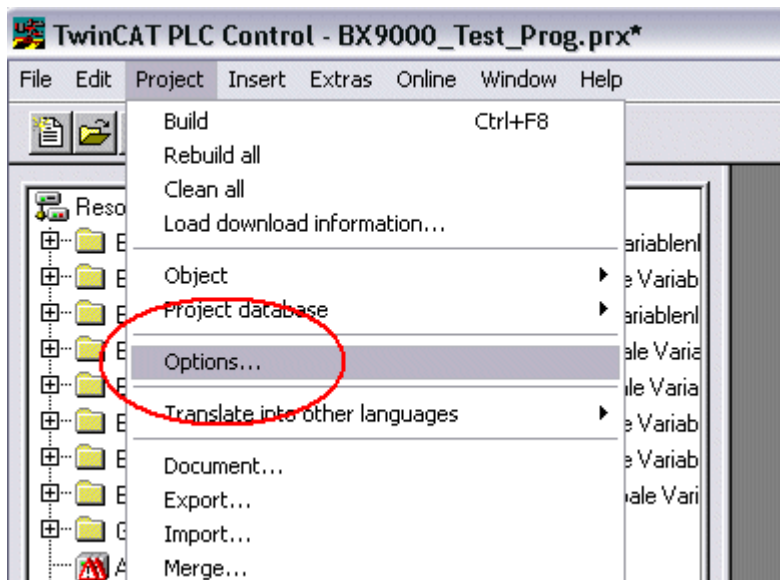 TwinCAT PLC Control - BX9000_Test_Prog.prx*
File Edit Project Insert Extras Online Window Help
Build Ctrl+F8
Rebuild all
Clean all
Load download information...
Object
Project database
Options...
Translate into other languages
Document...
Export...
Import...
Merge...